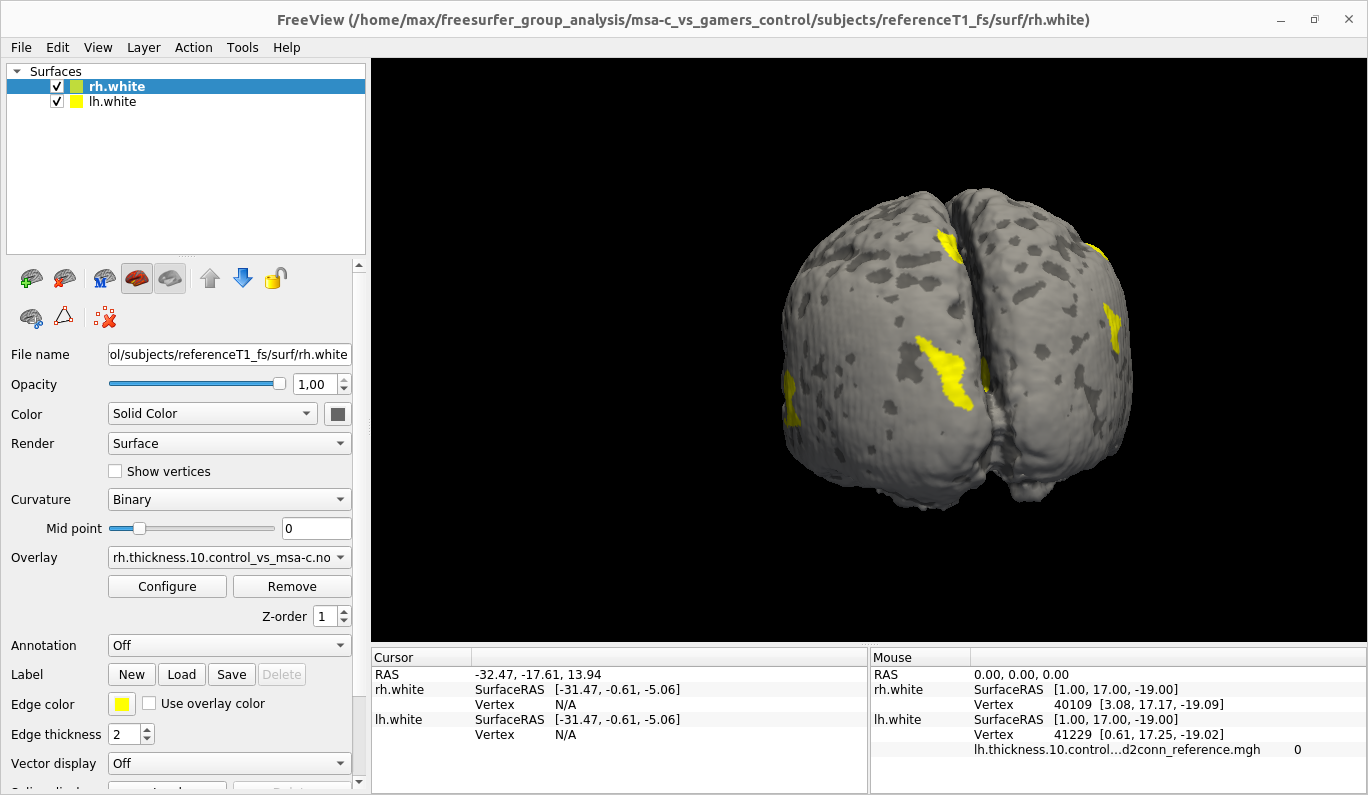 FreeView (/home/max/freesurfer_group_analysis/msa-c_vs_gamers_control/subjects/referenceT1_fs/surf/rh.white)
File Edit View Layer Action Tools Help
Surfaces
rh.white
lh.white
File name ol/subjects/referenceT1_fs/surf/rh.white
Opacity 1,00
Color Solid Color
Render Surface
Show vertices
Curvature Binary
Mid point 0
Overlay rh.thickness.10.control_vs_msa-c.no
Configure Remove
Z-order 1
Annotation Off
Label New Load Save Delete
Edge color Use overlay color
Edge thickness 2
Vector display Off
Cursor
RAS -32.47, -17.61, 13.94
rh.white SurfaceRAS [-31.47, -0.61, -5.06]
Vertex N/A
lh.white SurfaceRAS [-31.47, -0.61, -5.06]
Vertex N/A
Mouse
RAS 0.00, 0.00, 0.00
rh.white SurfaceRAS [1.00, 17.00, -19.00]
Vertex 40109 [3.08, 17.17, -19.09]
lh.white SurfaceRAS [1.00, 17.00, -19.00]
Vertex 41229 [0.61, 17.25, -19.02]
lh.thickness.10.control...d2conn_reference.mgh 0